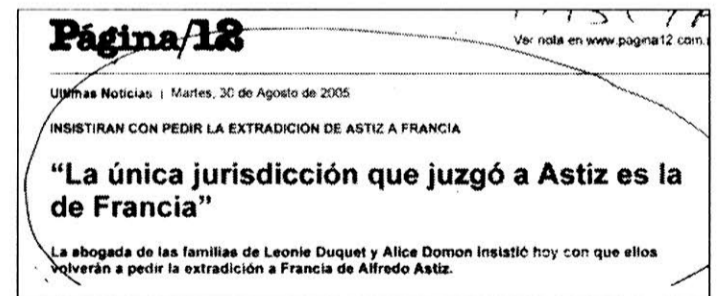 Página/12
Ver nota en www.pagina12.com.
Ultimas Noticias | Martes, 30 de Agosto de 2005
INSISTIRAN CON PEDIR LA EXTRADICION DE ASTIZ A FRANCIA
“La única jurisdicción que juzgó a Astiz es la
de Francia”
La abogada de las familias de Leonie Duquet y Alice Domon insistió hoy con que ellos
volverán a pedir la extradición a Francia de Alfredo Astiz.